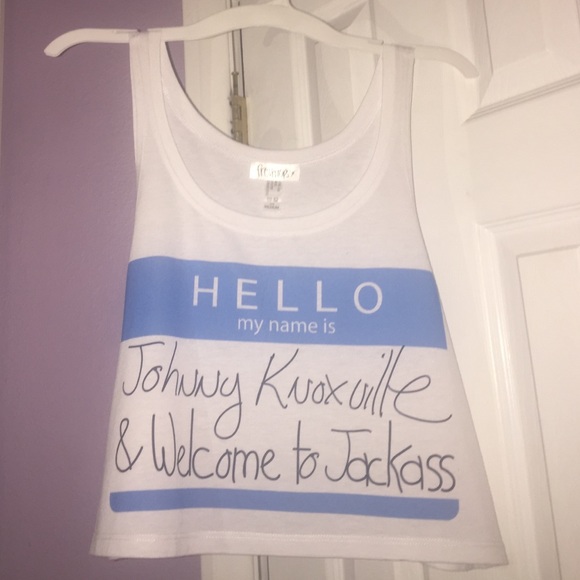 HELLO
my name is
Johnny Knoxville
& Welcome to Jackass